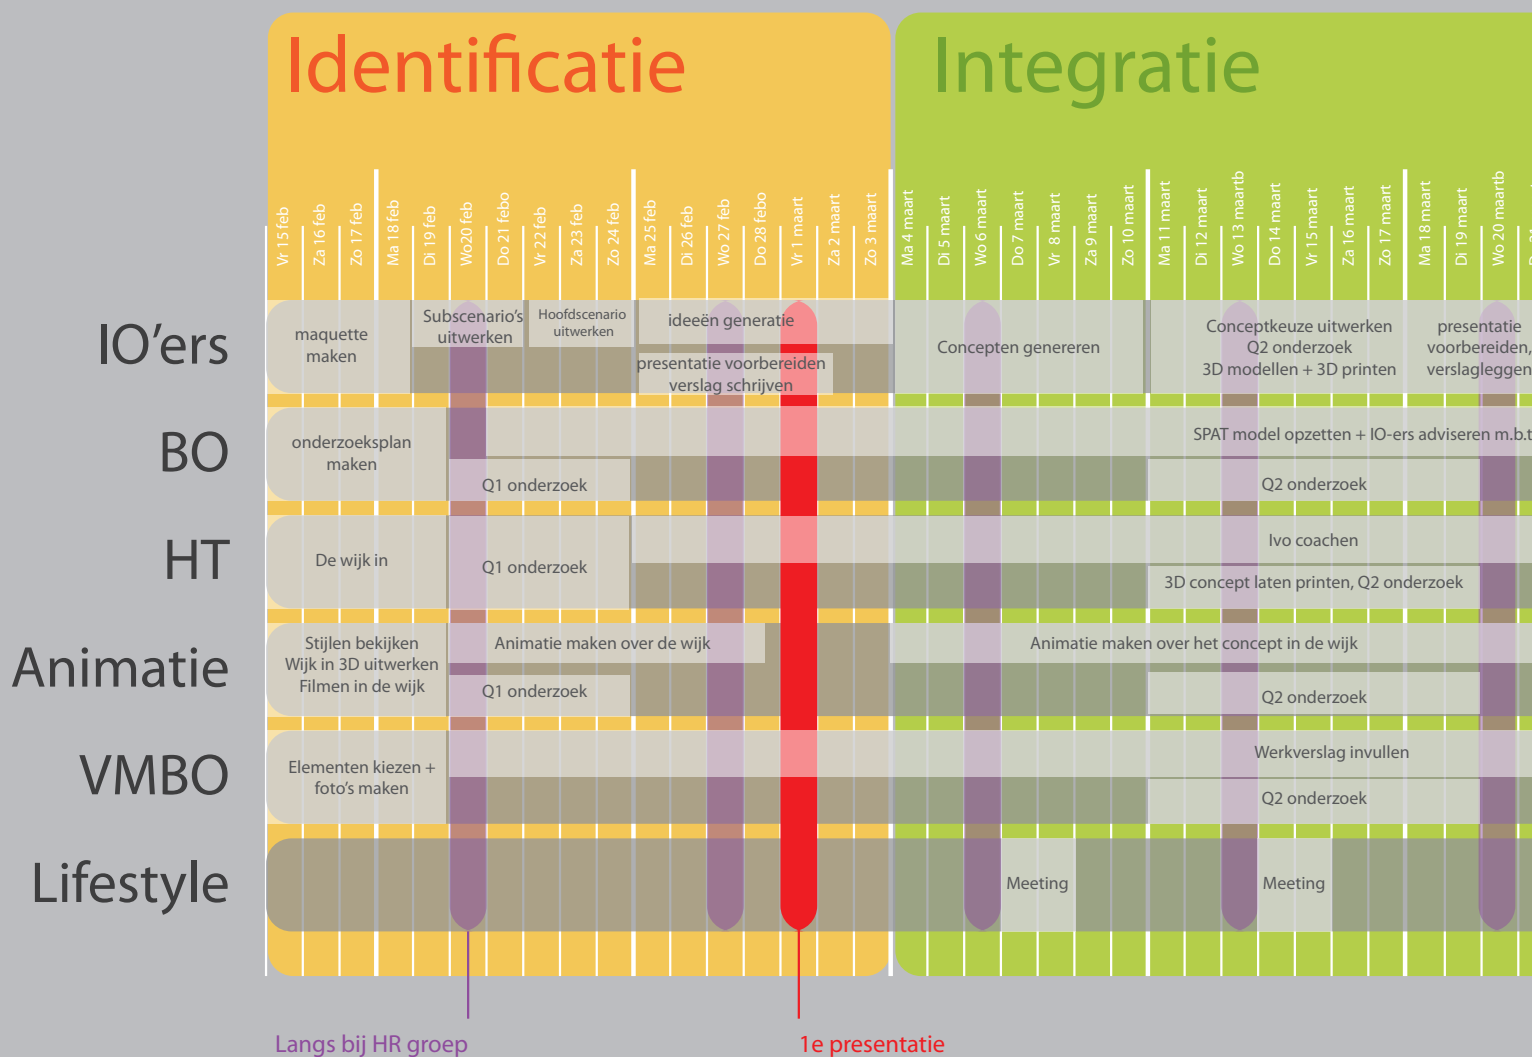 Identificatie
Integratie
Vr 15 feb
Za 16 feb
Zo 17 feb
Ma 18 feb
Di 19 feb
Wo20 feb
Do 21 febo
Vr 22 feb
Za 23 feb
Zo 24 feb
Ma 25 feb
Di 26 feb
Wo 27 feb
Do 28 febo
Vr 1 maart
Za 2 maart
Zo 3 maart
Ma 4 maart
Di 5 maart
Wo 6 maart
Do 7 maart
Vr 8 maart
Za 9 maart
Zo 10 maart
Ma 11 maart
Di 12 maart
Wo 13 maartb
Do 14 maart
Vr 15 maart
Za 16 maart
Zo 17 maart
Ma 18 maart
Di 19 maart
Wo 20 maartb
IO’ers
maquette
maken
Subscenario’s
uitwerken
Hoofdscenario
uitwerken
ideeën generatie
presentatie voorbereiden
verslag schrijven
Concepten genereren
Conceptkeuze uitwerken
Q2 onderzoek
3D modellen + 3D printen
presentatie
voorbereiden,
verslagleggen
BO
onderzoeksplan
maken
Q1 onderzoek
SPAT model opzetten + IO-ers adviseren m.b.t
Q2 onderzoek
HT
De wijk in
Q1 onderzoek
Ivo coachen
3D concept laten printen, Q2 onderzoek
Animatie
Stijlen bekijken
Wijk in 3D uitwerken
Filmen in de wijk
Animatie maken over de wijk
Q1 onderzoek
Animatie maken over het concept in de wijk
Q2 onderzoek
VMBO
Elementen kiezen +
foto’s maken
Werkverslag invullen
Q2 onderzoek
Lifestyle
Meeting
Meeting
Langs bij HR groep
1e presentatie